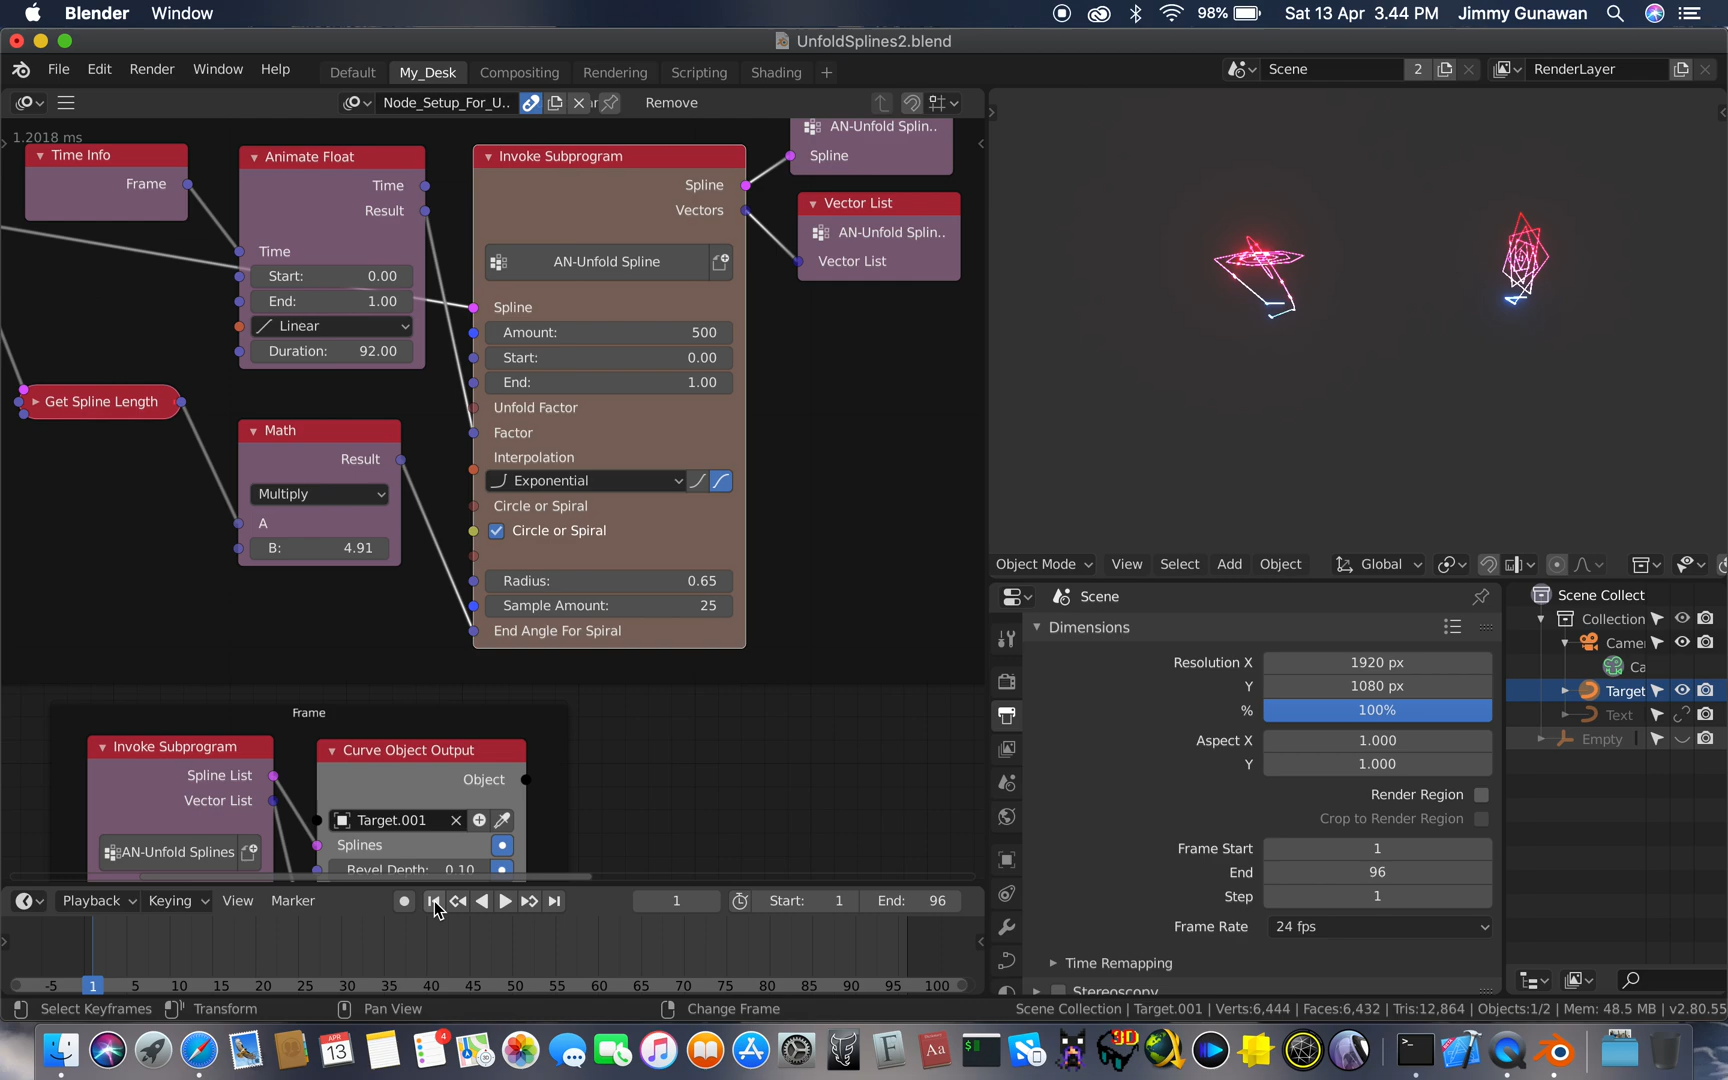 Blender Window 98% Sat 13 Apr 3.44 PM Jimmy Gunawan
UnfoldSplines2.blend
File Edit Render Window Help Default My_Desk Compositing Rendering Scripting Shading + Scene 2 RenderLayer
Node_Setup_For_U.. Remove
1.2018 ms
Time Info
Frame
Animate Float
Time
Result
Time
Start: 0.00
End: 1.00
Linear
Duration: 92.00
Get Spline Length
Math
Result
Multiply
A
B: 4.91
Invoke Subprogram
Spline
Vectors
AN-Unfold Spline
Spline
Amount: 500
Start: 0.00
End: 1.00
Unfold Factor
Factor
Interpolation
Exponential
Circle or Spiral
Circle or Spiral
Radius: 0.65
Sample Amount: 25
End Angle For Spiral
AN-Unfold Splin..
Spline
Vector List
AN-Unfold Splin..
Vector List
Frame
Invoke Subprogram
Spline List
Vector List
AN-Unfold Splines
Curve Object Output
Object
Target.001
Splines
Bevel Depth: 0.10
Object Mode View Select Add Object Global
Scene
Dimensions
Resolution X 1920 px
Y 1080 px
% 100%
Aspect X 1.000
Y 1.000
Render Region
Crop to Render Region
Frame Start 1
End 96
Step 1
Frame Rate 24 fps
Time Remapping
Stereoscopy
Scene Collect
Collection
Came
Ca
Target
Text
Empty
Playback Keying View Marker 1 Start: 1 End: 96
-5 1 5 10 15 20 25 30 35 40 45 50 55 60 65 70 75 80 85 90 95 100
Select Keyframes Transform Pan View Change Frame Scene Collection | Target.001 | Verts:6,444 | Faces:6,432 | Tris:12,864 | Objects:1/2 | Mem: 48.5 MB | v2.80.55
APR
13
4
3D